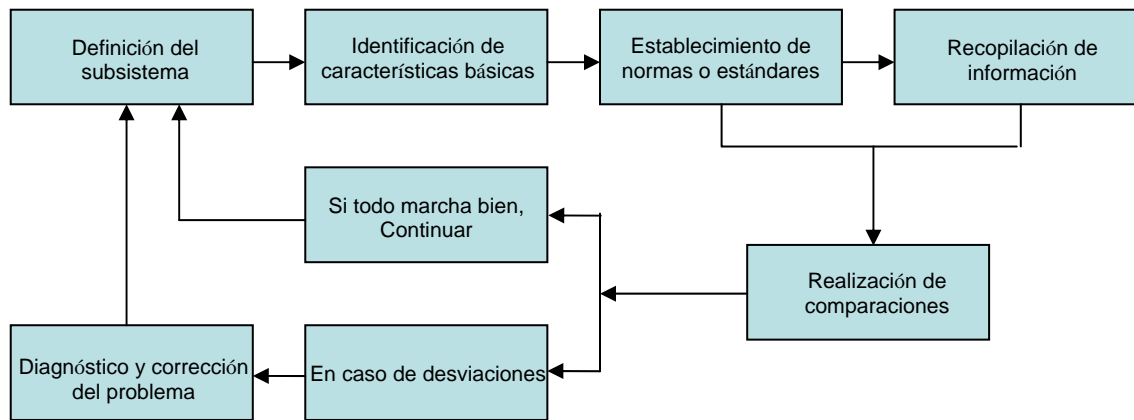 Definición del
subsistema
Identificación de
características básicas
Establecimiento de
normas o estándares
Recopilación de
información
Si todo marcha bien,
Continuar
Realización de
comparaciones
Diagnóstico y corrección
del problema
En caso de desviaciones